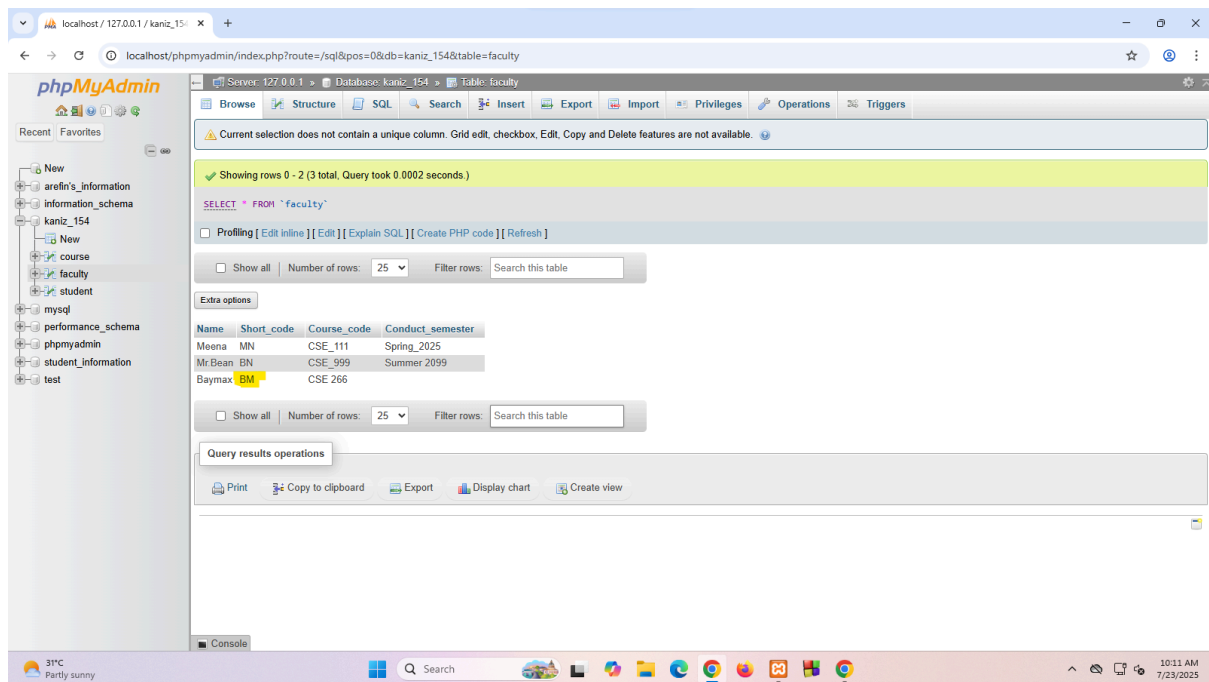 localhost / 127.0.0.1 / kaniz_154
localhost/phpmyadmin/index.php?route=/sql&pos=0&db=kaniz_154&table=faculty
phpMyAdmin
Recent Favorites
New
arefin's_information
information_schema
kaniz_154
New
course
faculty
student
mysql
performance_schema
phpmyadmin
student_information
test
Server: 127.0.0.1 » Database: kaniz_154 » Table: faculty
Browse Structure SQL Search Insert Export Import Privileges Operations Triggers
Current selection does not contain a unique column. Grid edit, checkbox, Edit, Copy and Delete features are not available.
Showing rows 0 - 2 (3 total, Query took 0.0002 seconds.)
SELECT * FROM `faculty`
Profiling [ Edit inline ] [ Edit ] [ Explain SQL ] [ Create PHP code ] [ Refresh ]
Show all | Number of rows: 25 Filter rows: Search this table
Extra options
Name Short_code Course_code Conduct_semester
Meena MN CSE_111 Spring_2025
Mr.Bean BN CSE_999 Summer 2099
Baymax BM CSE 266
Show all | Number of rows: 25 Filter rows: Search this table
Query results operations
Print Copy to clipboard Export Display chart Create view
Console
31°C
Partly sunny
Search
10:11 AM
7/23/2025